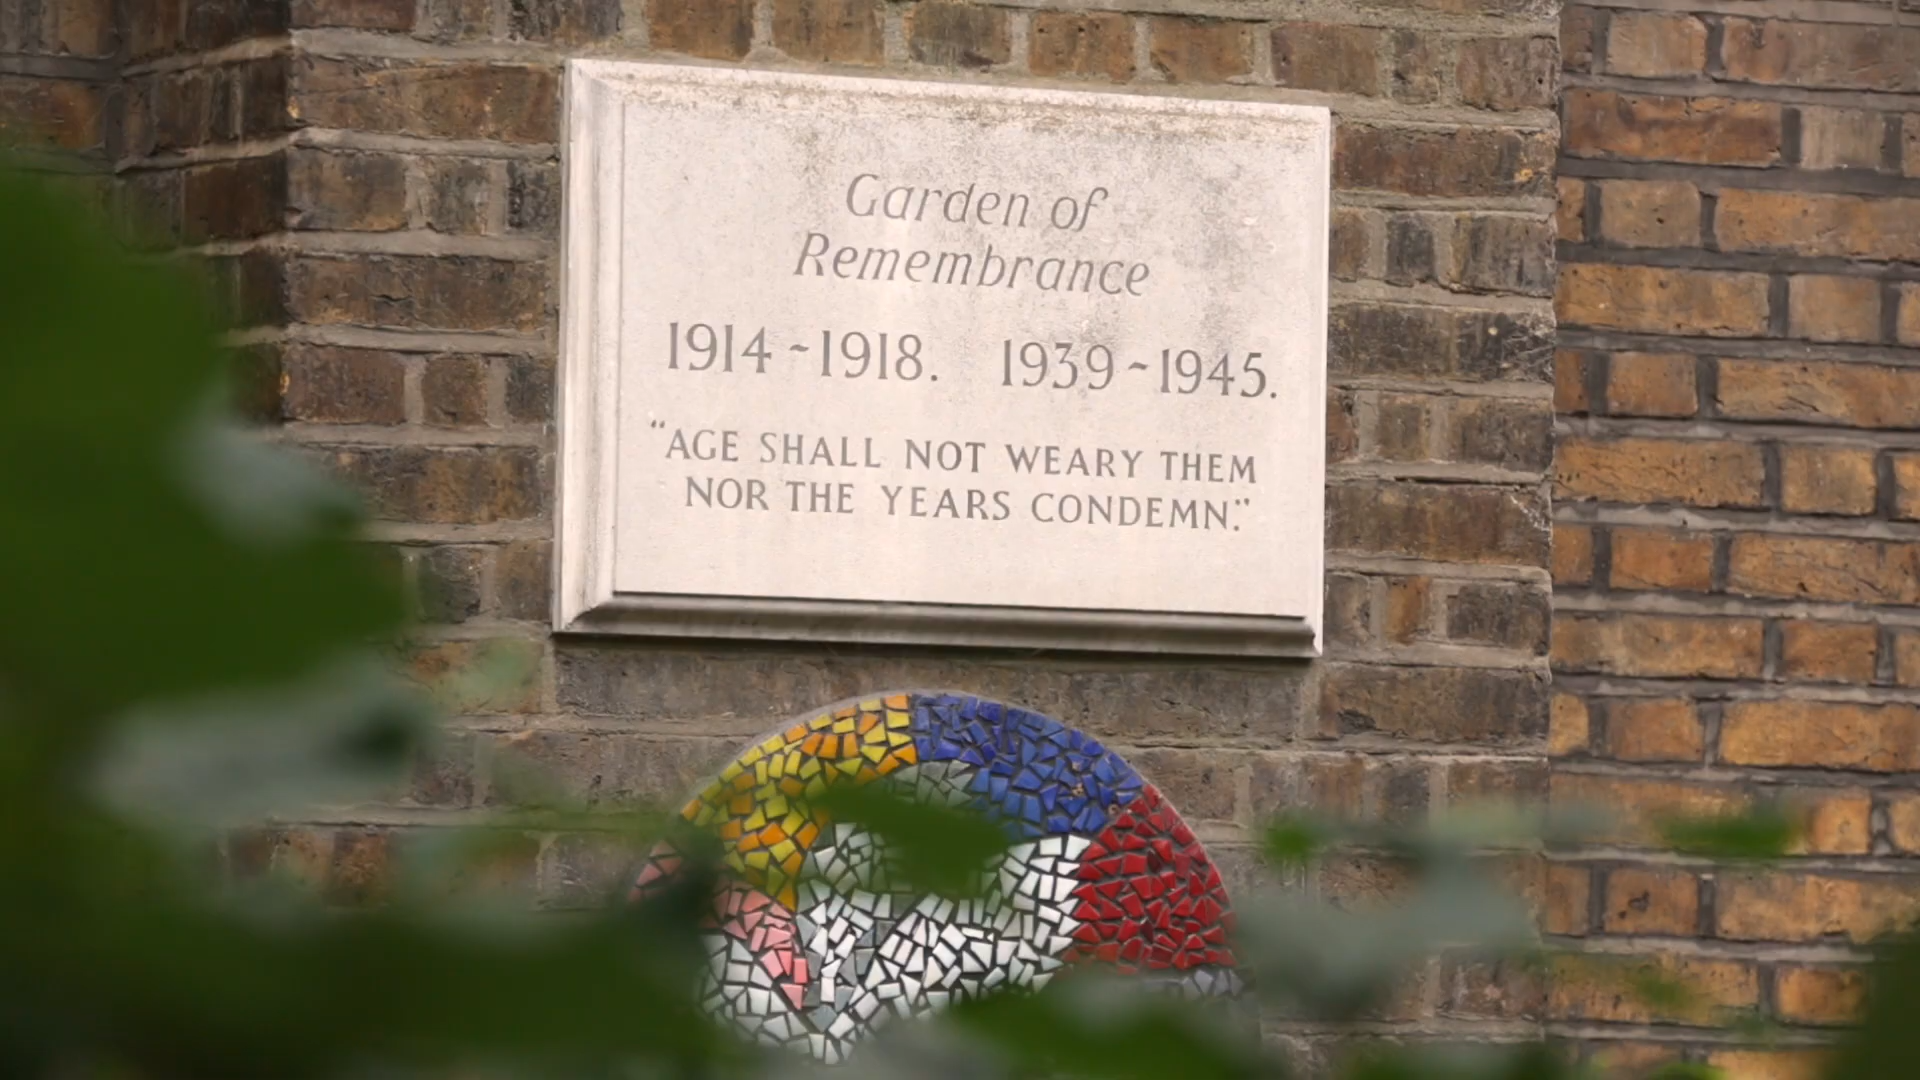 Garden of
Remembrance
1914~1918. 1939~1945.
"AGE SHALL NOT WEARY THEM
NOR THE YEARS CONDEMN."